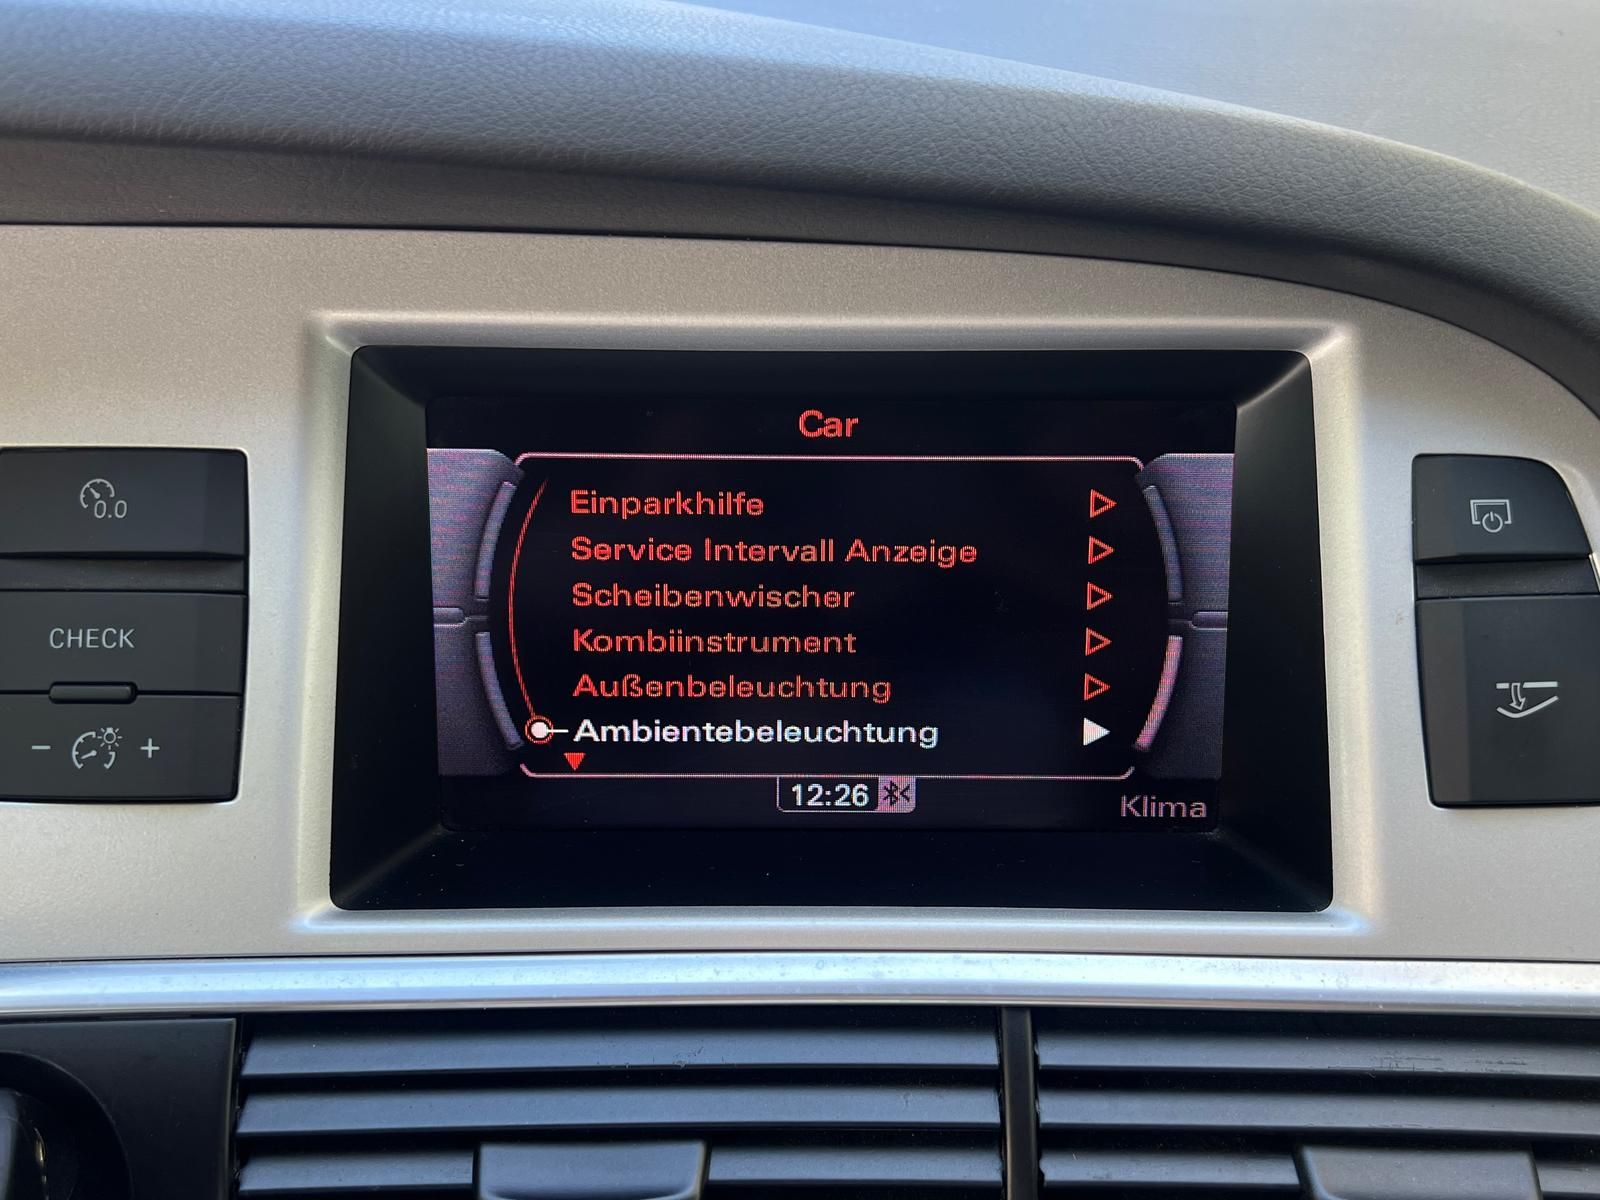 Car
Einparkhilfe
Service Intervall Anzeige
Scheibenwischer
Kombiinstrument
Außenbeleuchtung
Ambientebeleuchtung
12:26
Klima
0.0
CHECK
− +